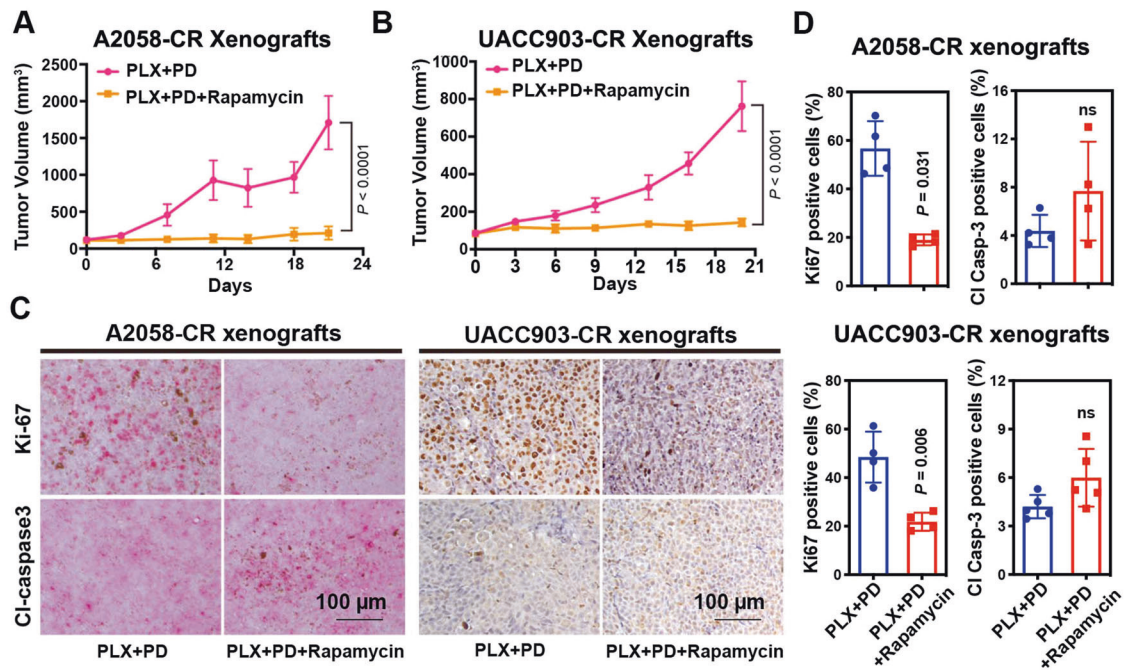 A
A2058-CR Xenografts
Tumor Volume (mm³)
2500
2000
1500
1000
500
0
PLX+PD
PLX+PD+Rapamycin
P < 0.0001
0 6 12 18 24
Days
B
UACC903-CR Xenografts
Tumor Volume (mm³)
1000
800
600
400
200
0
PLX+PD
PLX+PD+Rapamycin
P < 0.0001
0 3 6 9 12 15 18 21
Days
C
A2058-CR xenografts
UACC903-CR xenografts
Ki-67
Cl-caspase3
100 µm
100 µm
PLX+PD
PLX+PD+Rapamycin
PLX+PD
PLX+PD+Rapamycin
D
A2058-CR xenografts
Ki67 positive cells (%)
80
60
40
20
0
P = 0.031
Cl Casp-3 positive cells (%)
16
12
8
4
0
ns
UACC903-CR xenografts
Ki67 positive cells (%)
80
60
40
20
0
P = 0.006
PLX+PD
PLX+PD
+Rapamycin
Cl Casp-3 positive cells (%)
12
9
6
3
0
ns
PLX+PD
PLX+PD
+Rapamycin